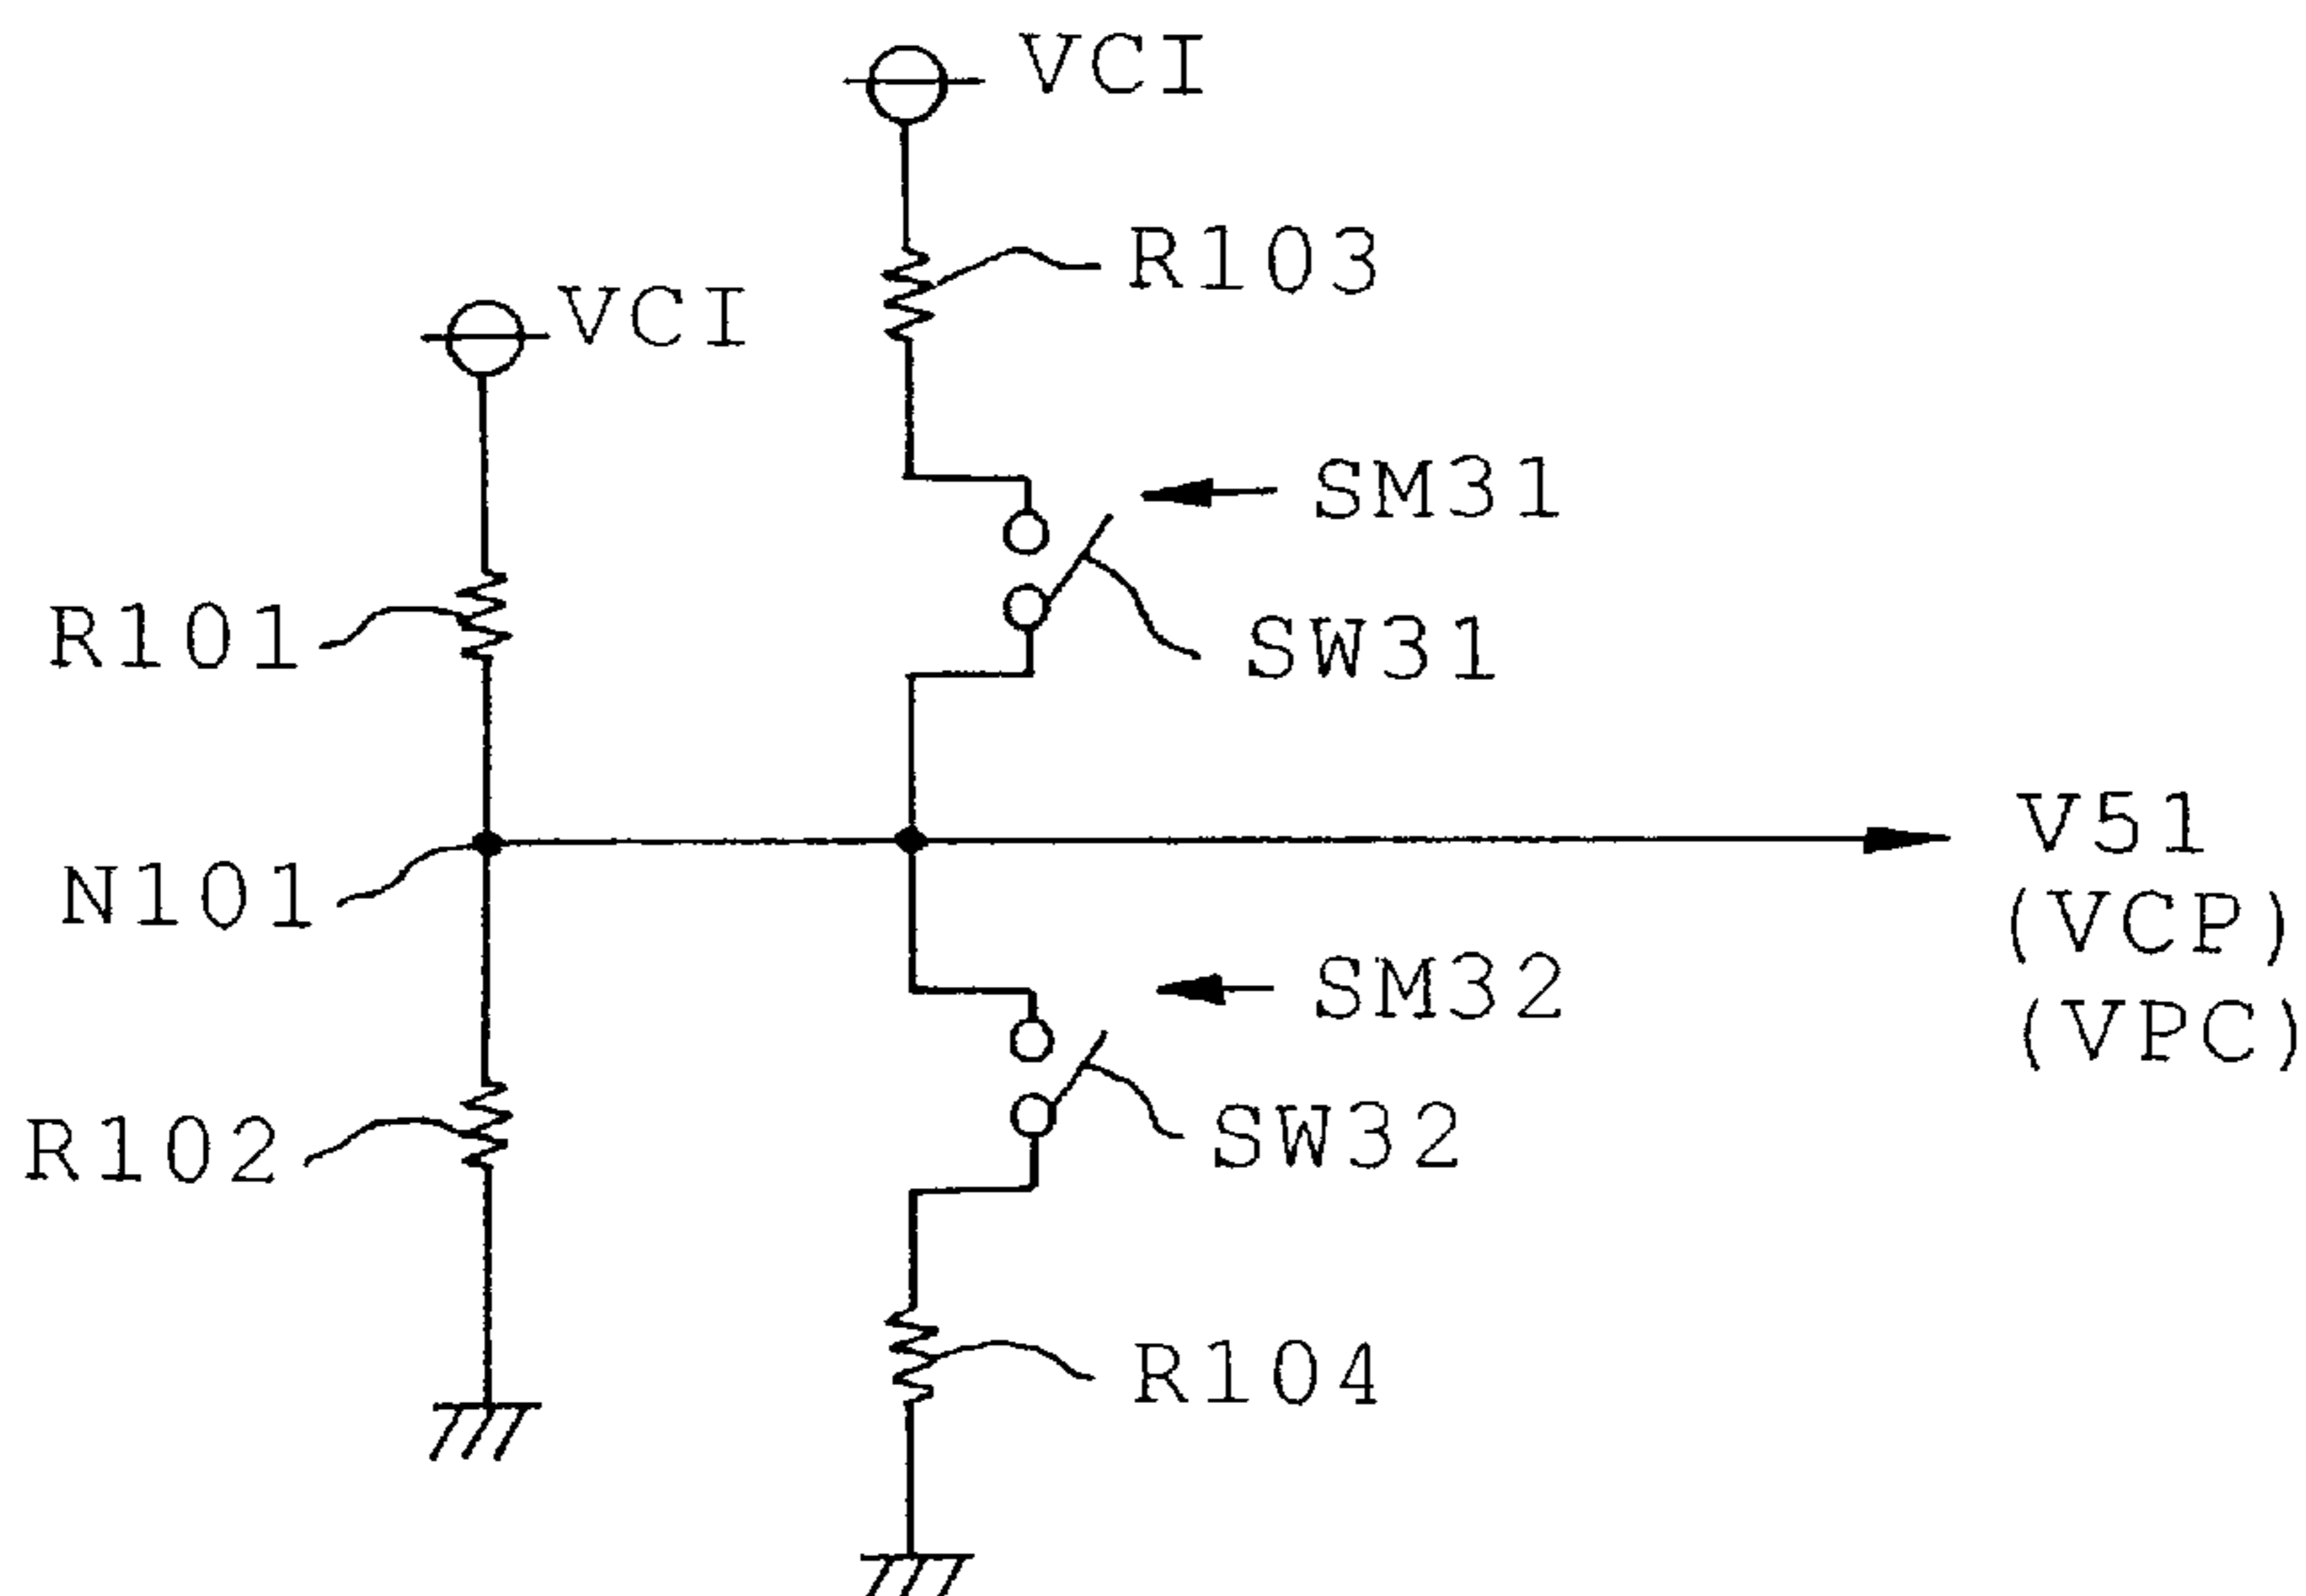 VCI
R103
VCI
SM31
R101
SW31
V51
N101
(VCP)
SM32
(VPC)
R102
SW32
R104